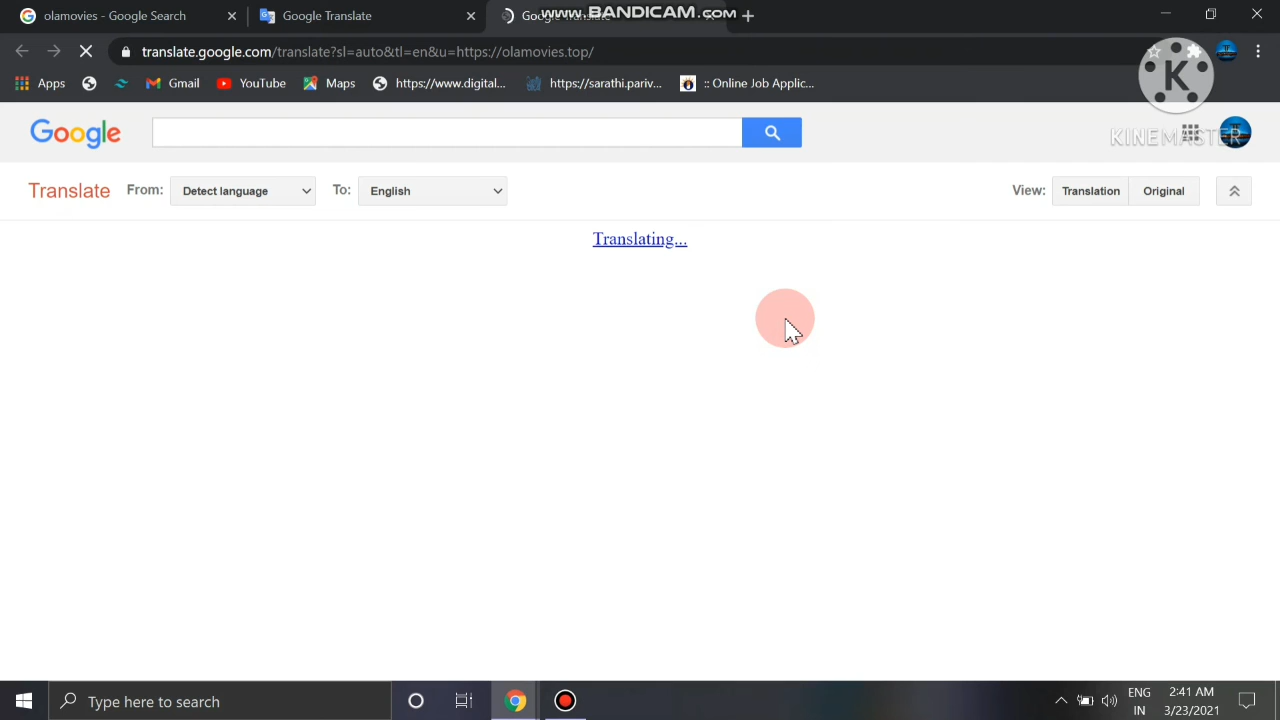 olamovies - Google Search
Google Translate
www.BANDICAM.com
translate.google.com/translate?sl=auto&tl=en&u=https://olamovies.top/
Apps
Gmail
YouTube
Maps
https://www.digital...
https://sarathi.pariv...
:: Online Job Applic...
K
KINEMASTER
Google
Translate
From:
Detect language
To:
English
View:
Translation
Original
Translating...
Type here to search
ENG
IN
2:41 AM
3/23/2021